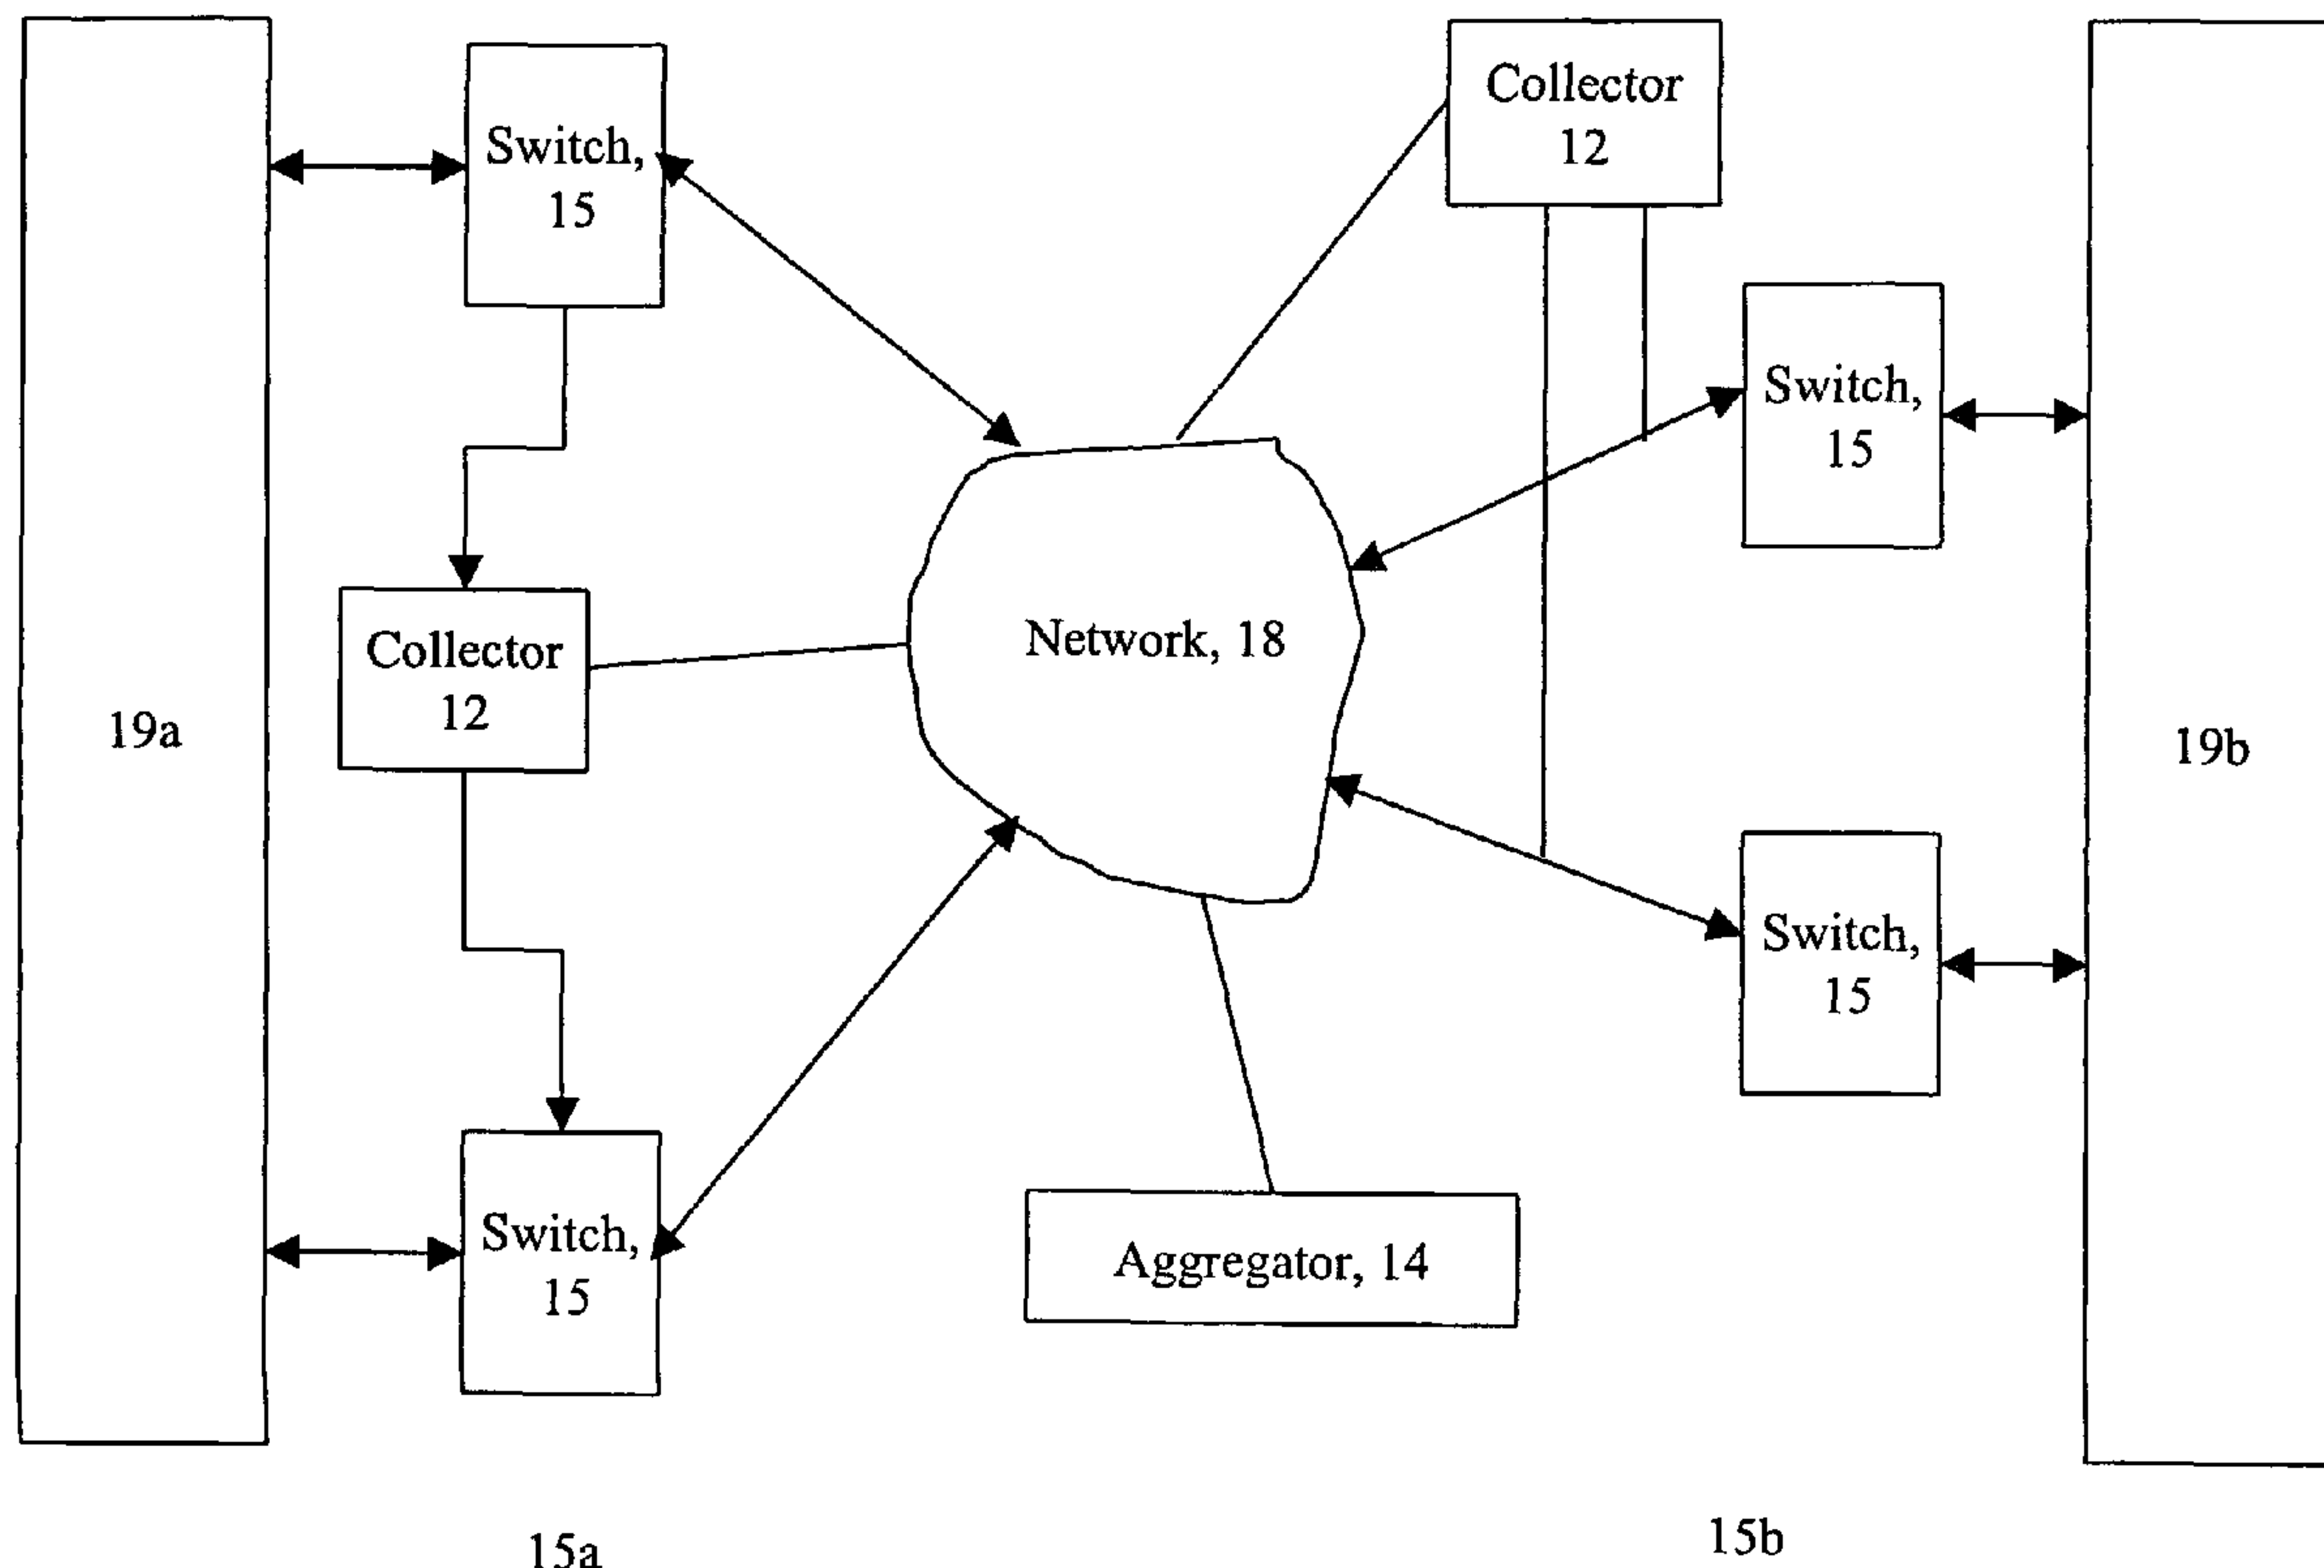 Switch,
15
Collector
12
Switch,
15
Collector
12
Network, 18
19a
19b
Switch,
15
Switch,
15
Aggregator, 14
15a
15b